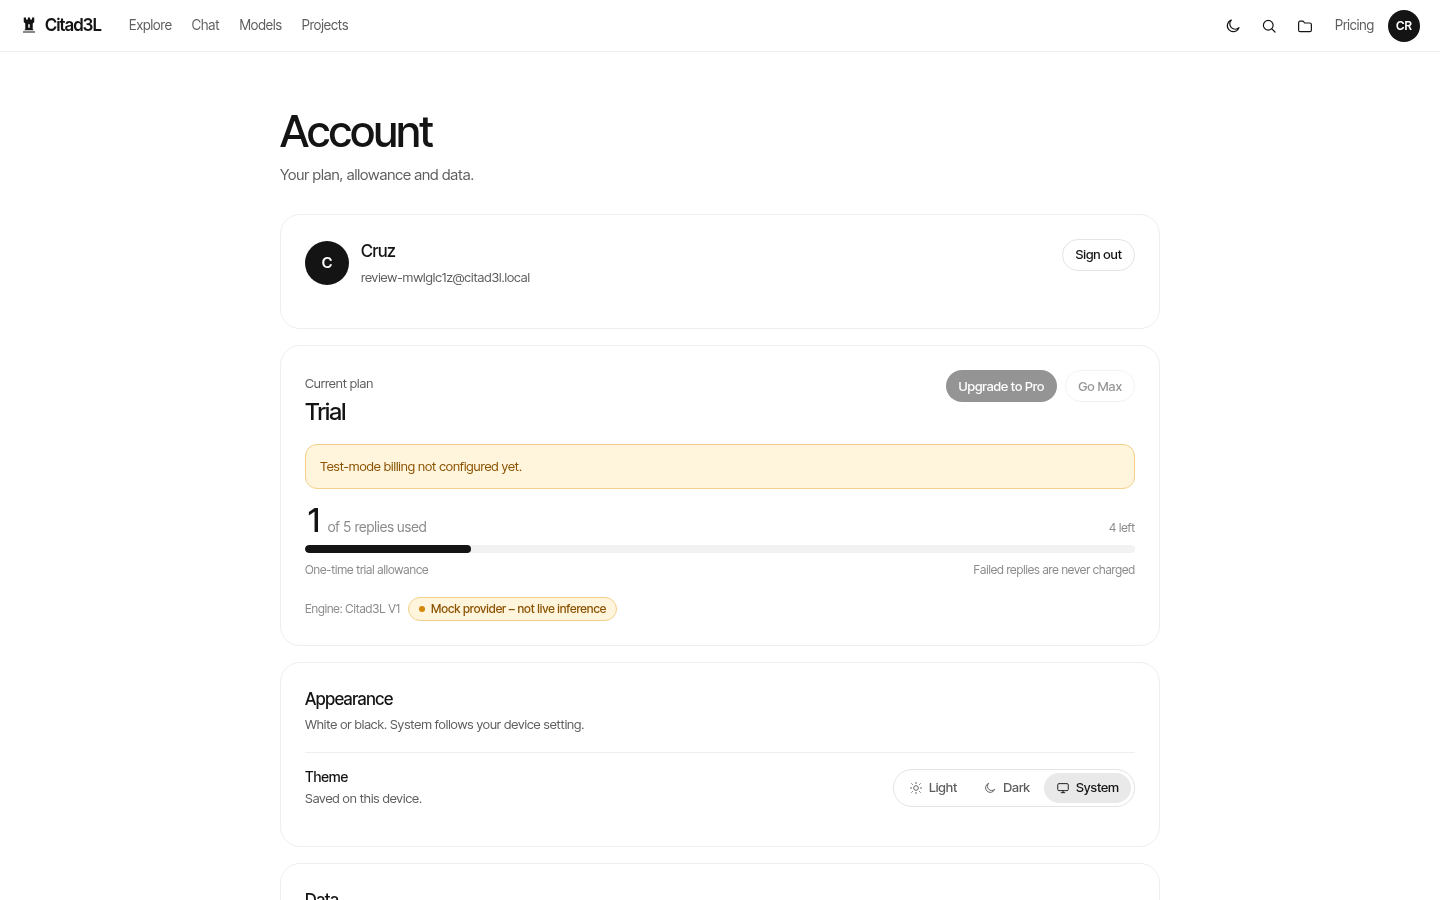 Citad3L Explore Chat Models Projects Pricing CR
Account
Your plan, allowance and data.
C Cruz Sign out
review-mwlglc1z@citad3l.local
Current plan Upgrade to Pro Go Max
Trial
Test-mode billing not configured yet.
1 of 5 replies used 4 left
One-time trial allowance Failed replies are never charged
Engine: Citad3L V1 Mock provider – not live inference
Appearance
White or black. System follows your device setting.
Theme
Saved on this device.
Light Dark System
Data